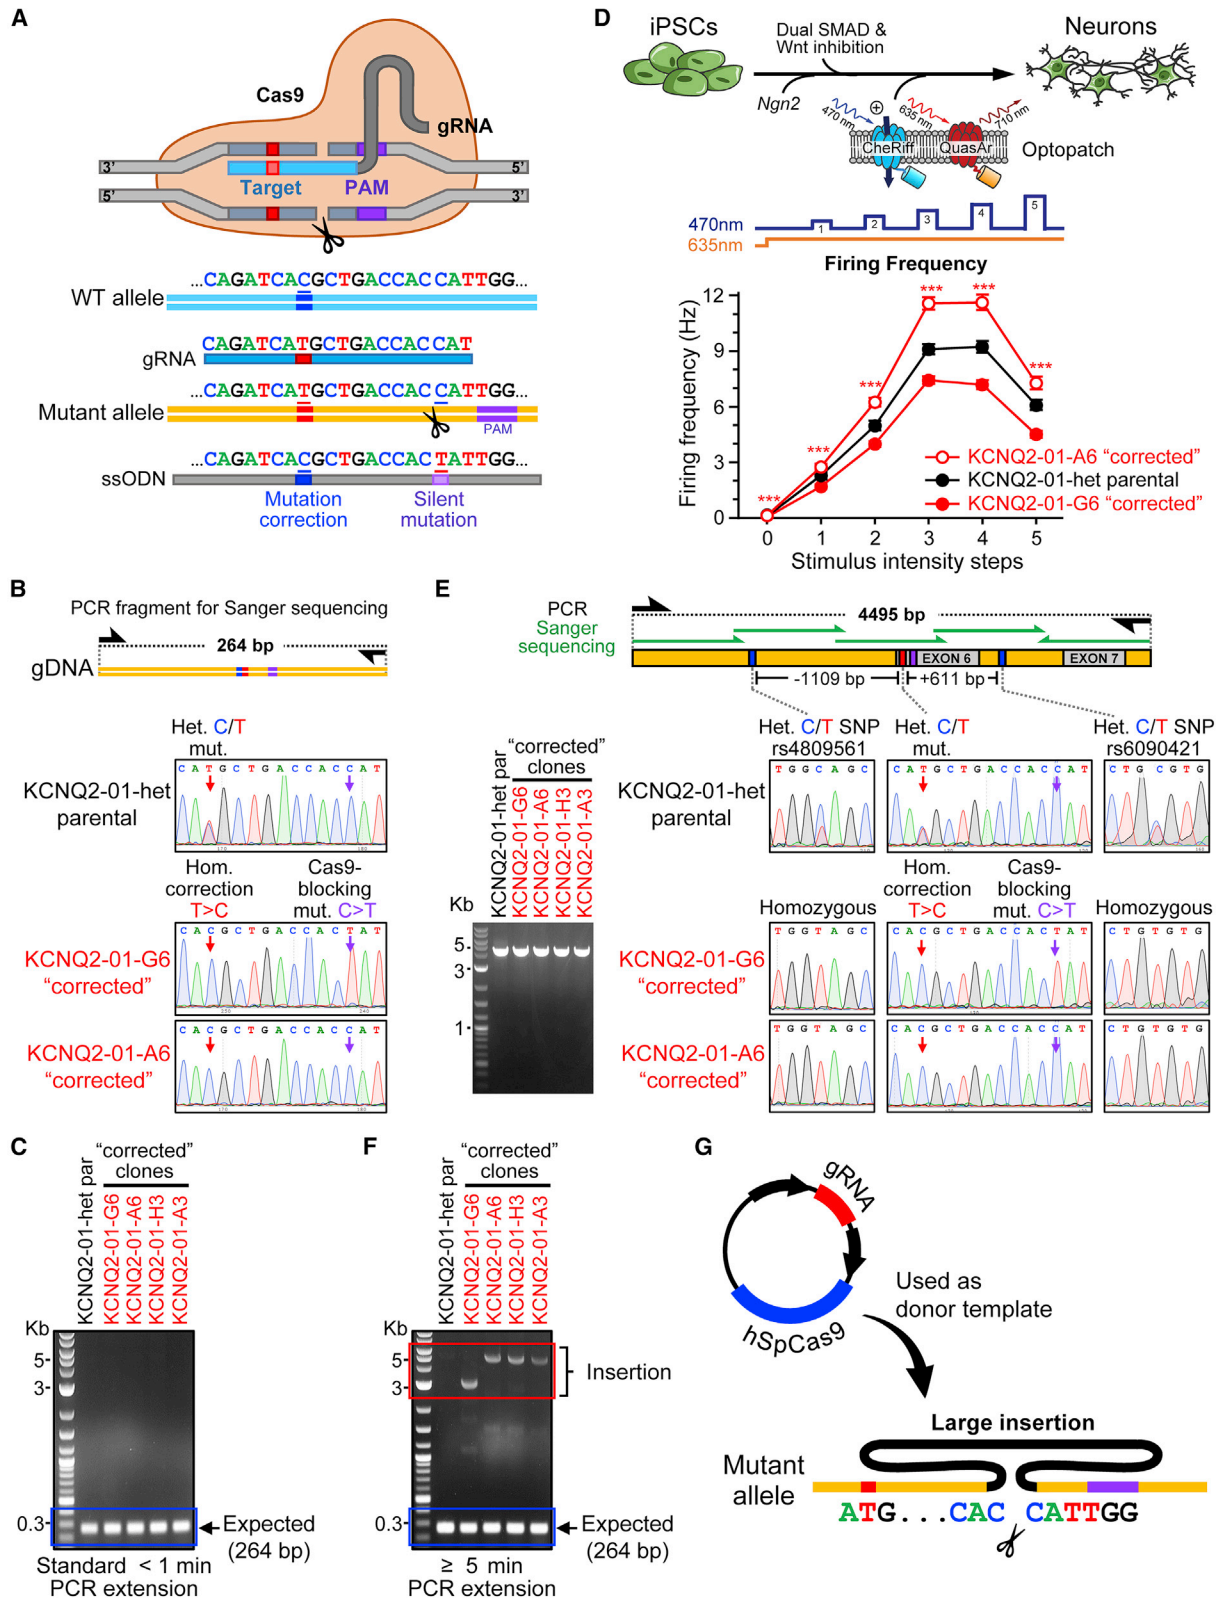 A
Cas9
gRNA
3’
5’
Target
PAM
5’
3’
...CAGATCACGCTGACCACCATTGG...
WT allele
CAGATCATGCTGACCACCAT
gRNA
...CAGATCATGCTGACCACCATTGG...
Mutant allele
PAM
...CAGATCACGCTGACCACTATTGG...
ssODN
Mutation
correction
Silent
mutation
B
PCR fragment for Sanger sequencing
264 bp
gDNA
Het. C/T
mut.
C A T G C T G A C C A C C A T
KCNQ2-01-het
parental
170
180
Hom.
correction
T>C
Cas9-
blocking
mut. C>T
C A C G C T G A C C A C T A T
KCNQ2-01-G6
“corrected”
230
240
C A C G C T G A C C A C C A T
KCNQ2-01-A6
“corrected”
170
180
C
“corrected”
clones
KCNQ2-01-het par
KCNQ2-01-G6
KCNQ2-01-A6
KCNQ2-01-H3
KCNQ2-01-A3
Kb
5-
3-
0.3-
Expected
(264 bp)
Standard < 1 min
PCR extension
D
iPSCs
Dual SMAD &
Wnt inhibition
Neurons
Ngn2
470 nm
635 nm
710 nm
CheRiff
QuasAr
Optopatch
470nm
1
2
3
4
5
635nm
Firing Frequency
Firing frequency (Hz)
12
9
6
3
0
***
***
***
***
***
***
KCNQ2-01-A6 “corrected”
KCNQ2-01-het parental
KCNQ2-01-G6 “corrected”
0 1 2 3 4 5
Stimulus intensity steps
E
PCR
Sanger
sequencing
4495 bp
EXON 6
EXON 7
-1109 bp
+611 bp
“corrected”
clones
KCNQ2-01-het par
KCNQ2-01-G6
KCNQ2-01-A6
KCNQ2-01-H3
KCNQ2-01-A3
Kb
5-
3-
1-
Het. C/T SNP
rs4809561
Het. C/T
mut.
Het. C/T SNP
rs6090421
KCNQ2-01-het
parental
T G G C A G C
C A T G C T G A C C A C C A T
C T G C G T G
Homozygous
Hom.
correction
T>C
Cas9-
blocking
mut. C>T
Homozygous
KCNQ2-01-G6
“corrected”
T G G T A G C
C A C G C T G A C C A C T A T
C T G T G T G
KCNQ2-01-A6
“corrected”
T G G T A G C
C A C G C T G A C C A C C A T
C T G T G T G
F
“corrected”
clones
KCNQ2-01-het par
KCNQ2-01-G6
KCNQ2-01-A6
KCNQ2-01-H3
KCNQ2-01-A3
Kb
5-
3-
Insertion
0.3-
Expected
(264 bp)
≥ 5 min
PCR extension
G
gRNA
hSpCas9
Used as
donor template
Large insertion
Mutant
allele
ATG...CAC CATTGG